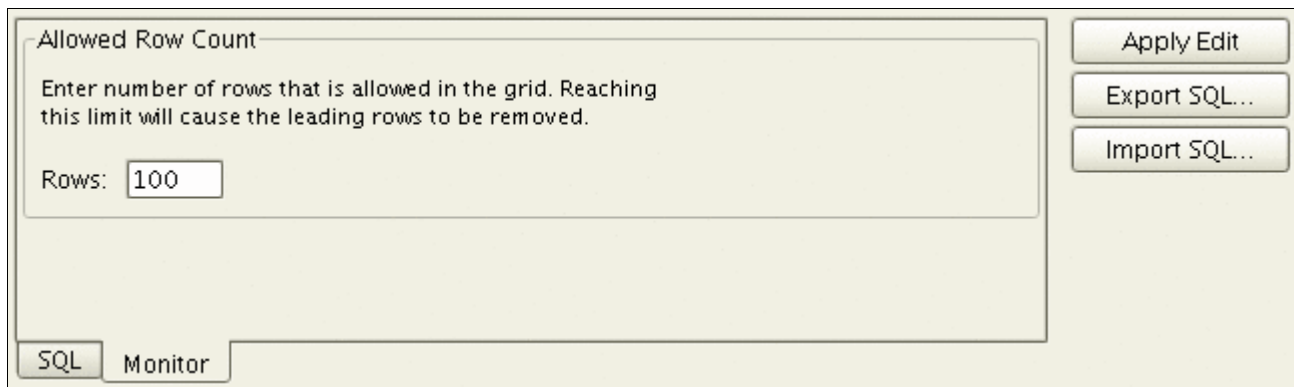 Allowed Row Count
Enter number of rows that is allowed in the grid. Reaching
this limit will cause the leading rows to be removed.
Rows: 100
Apply Edit
Export SQL...
Import SQL...
SQL
Monitor